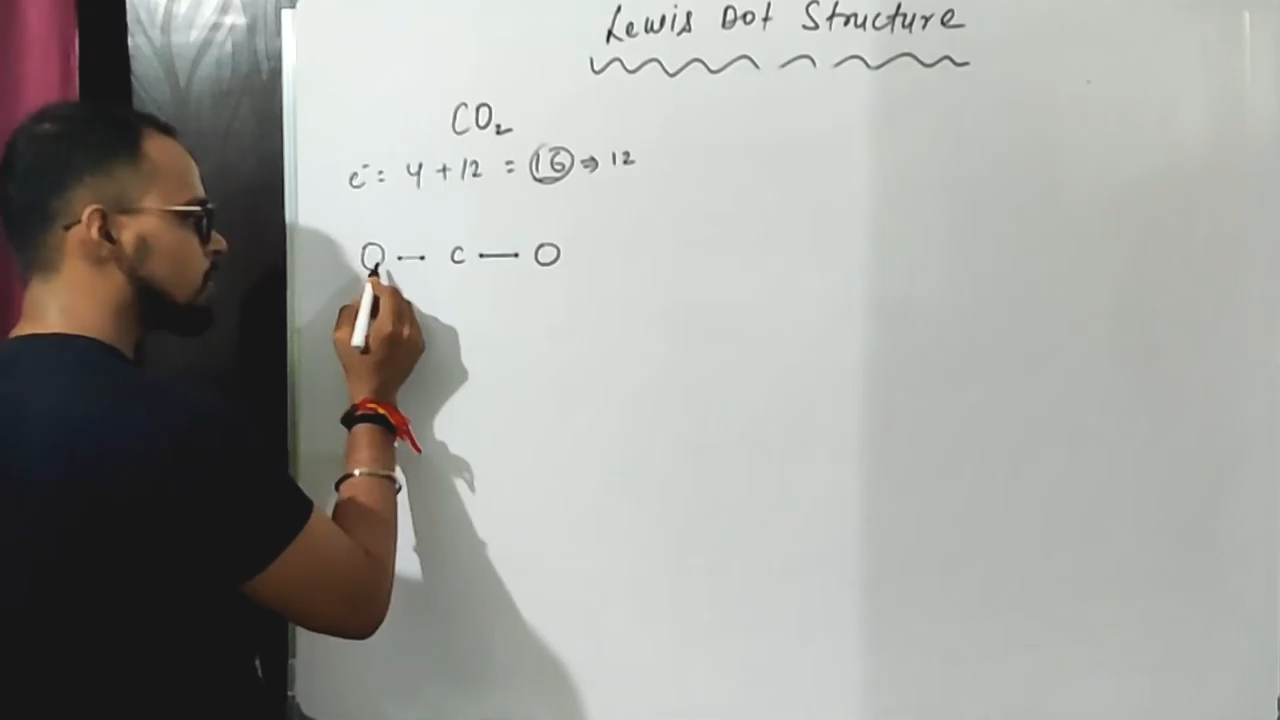 Lewis Dot Structure
CO₂
e⁻ = 4 + 12 = 16 ⇒ 12
O — C — O